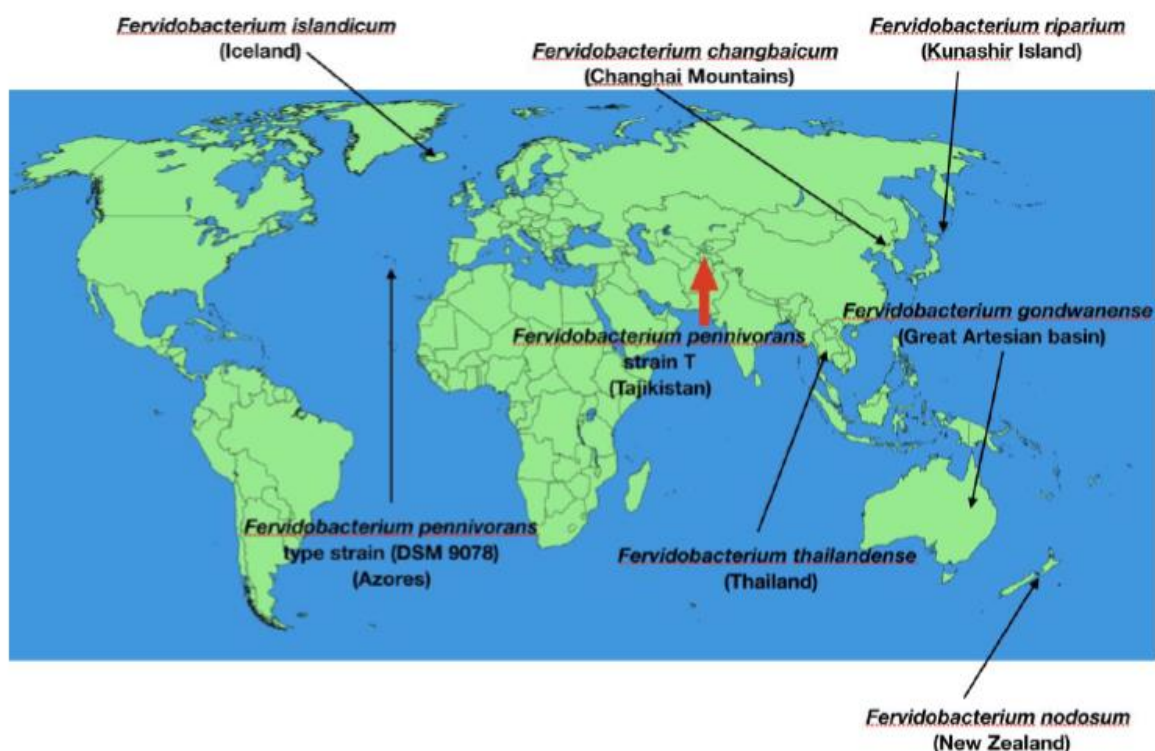 Fervidobacterium islandicum
(Iceland)
Fervidobacterium changbaicum
(Changhai Mountains)
Fervidobacterium riparium
(Kunashir Island)
Fervidobacterium gondwanense
(Great Artesian basin)
Fervidobacterium pennivorans
strain T
(Tajikistan)
Fervidobacterium pennivorans
type strain (DSM 9078)
(Azores)
Fervidobacterium thailandense
(Thailand)
Fervidobacterium nodosum
(New Zealand)